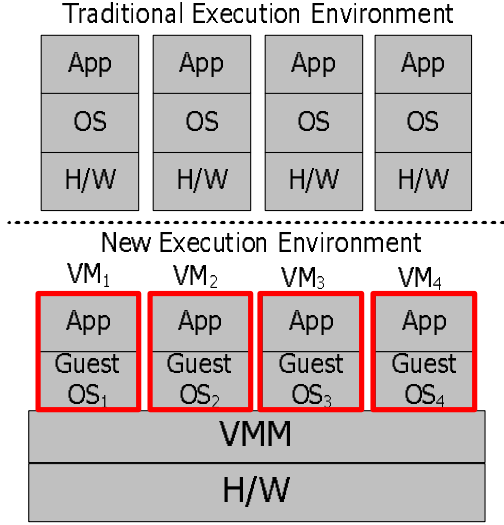 Traditional Execution Environment
App App App App
OS OS OS OS
H/W H/W H/W H/W
New Execution Environment
VM₁ VM₂ VM₃ VM₄
App App App App
Guest Guest Guest Guest
OS₁ OS₂ OS₃ OS₄
VMM
H/W